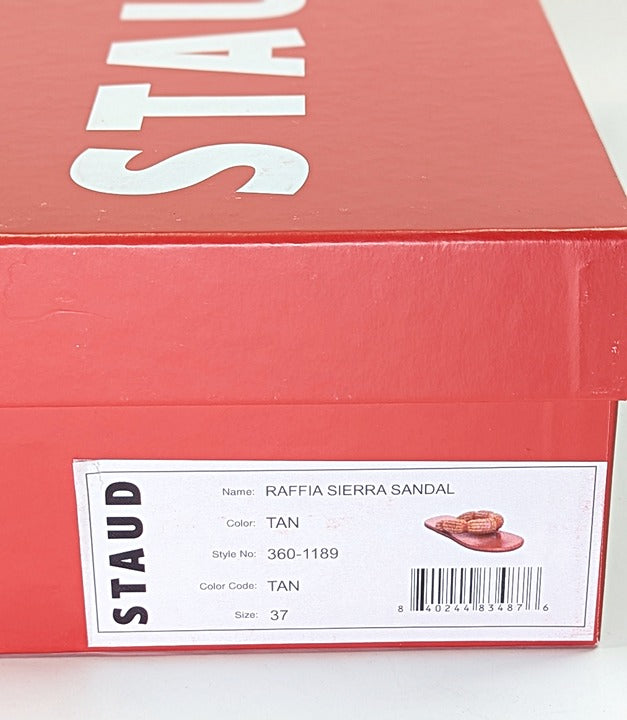 STAU
STAUD
Name: RAFFIA SIERRA SANDAL
Color: TAN
Style No: 360-1189
Color Code: TAN
Size: 37
8 40244 83487 6